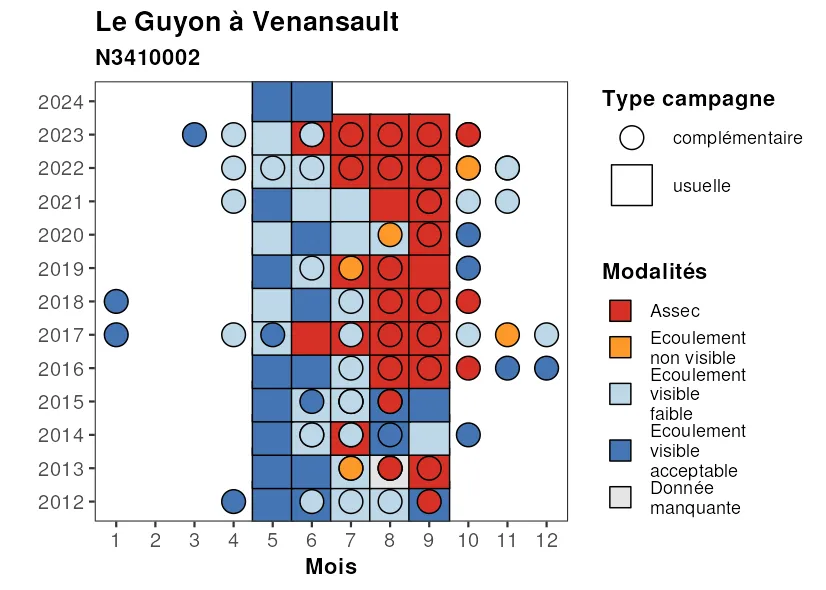 Le Guyon à Venansault
N3410002
2024
2023
2022
2021
2020
2019
2018
2017
2016
2015
2014
2013
2012
1 2 3 4 5 6 7 8 9 10 11 12
Mois
Type campagne
complémentaire
usuelle
Modalités
Assec
Ecoulement
non visible
Ecoulement
visible
faible
Ecoulement
visible
acceptable
Donnée
manquante